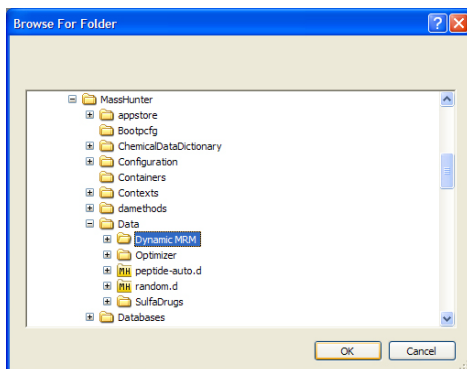 Browse For Folder
MassHunter
appstore
Bootpcfg
ChemicalDataDictionary
Configuration
Containers
Contexts
damethods
Data
Dynamic MRM
Optimizer
MH peptide-auto.d
MH random.d
SulfaDrugs
Databases
OK Cancel